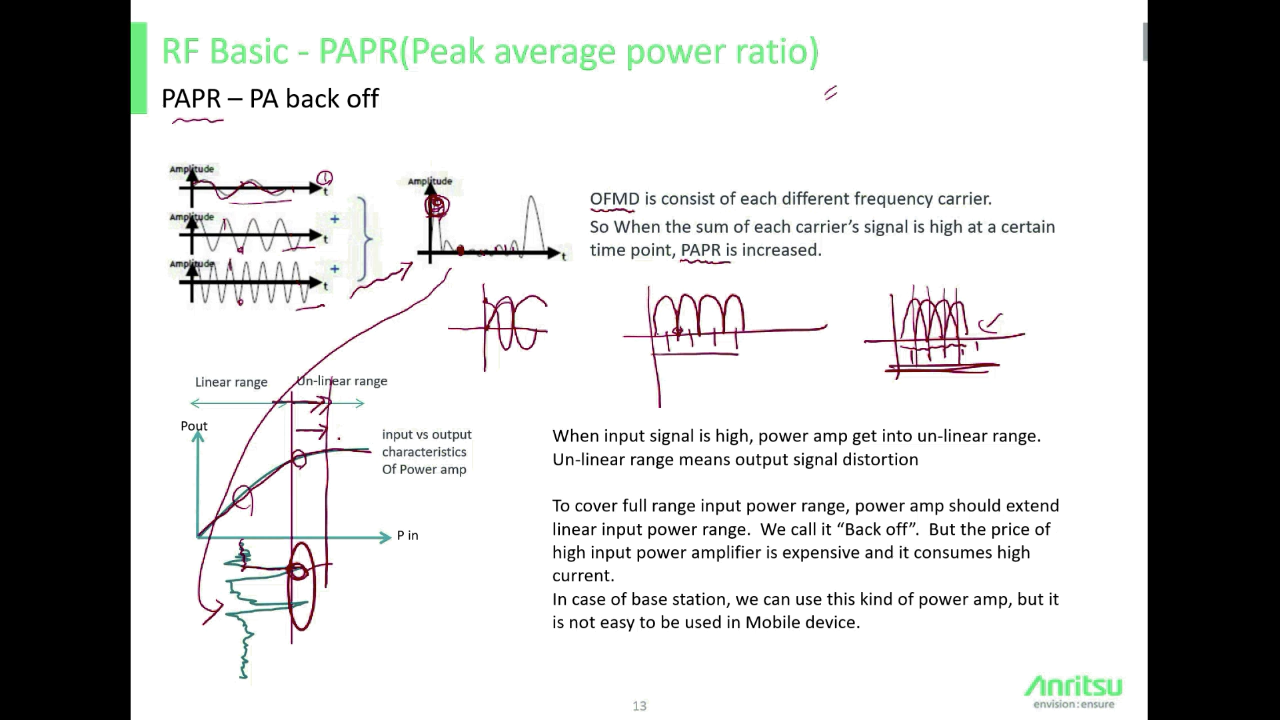 RF Basic - PAPR(Peak average power ratio)
PAPR – PA back off
Amplitude
t
Amplitude
+
t
Amplitude
+
t
Amplitude
t
OFMD is consist of each different frequency carrier.
So When the sum of each carrier's signal is high at a certain
time point, PAPR is increased.
Linear range
Un-linear range
Pout
input vs output
characteristics
Of Power amp
P in
When input signal is high, power amp get into un-linear range.
Un-linear range means output signal distortion
To cover full range input power range, power amp should extend
linear input power range. We call it “Back off”. But the price of
high input power amplifier is expensive and it consumes high
current.
In case of base station, we can use this kind of power amp, but it
is not easy to be used in Mobile device.
Anritsu
envision : ensure
13